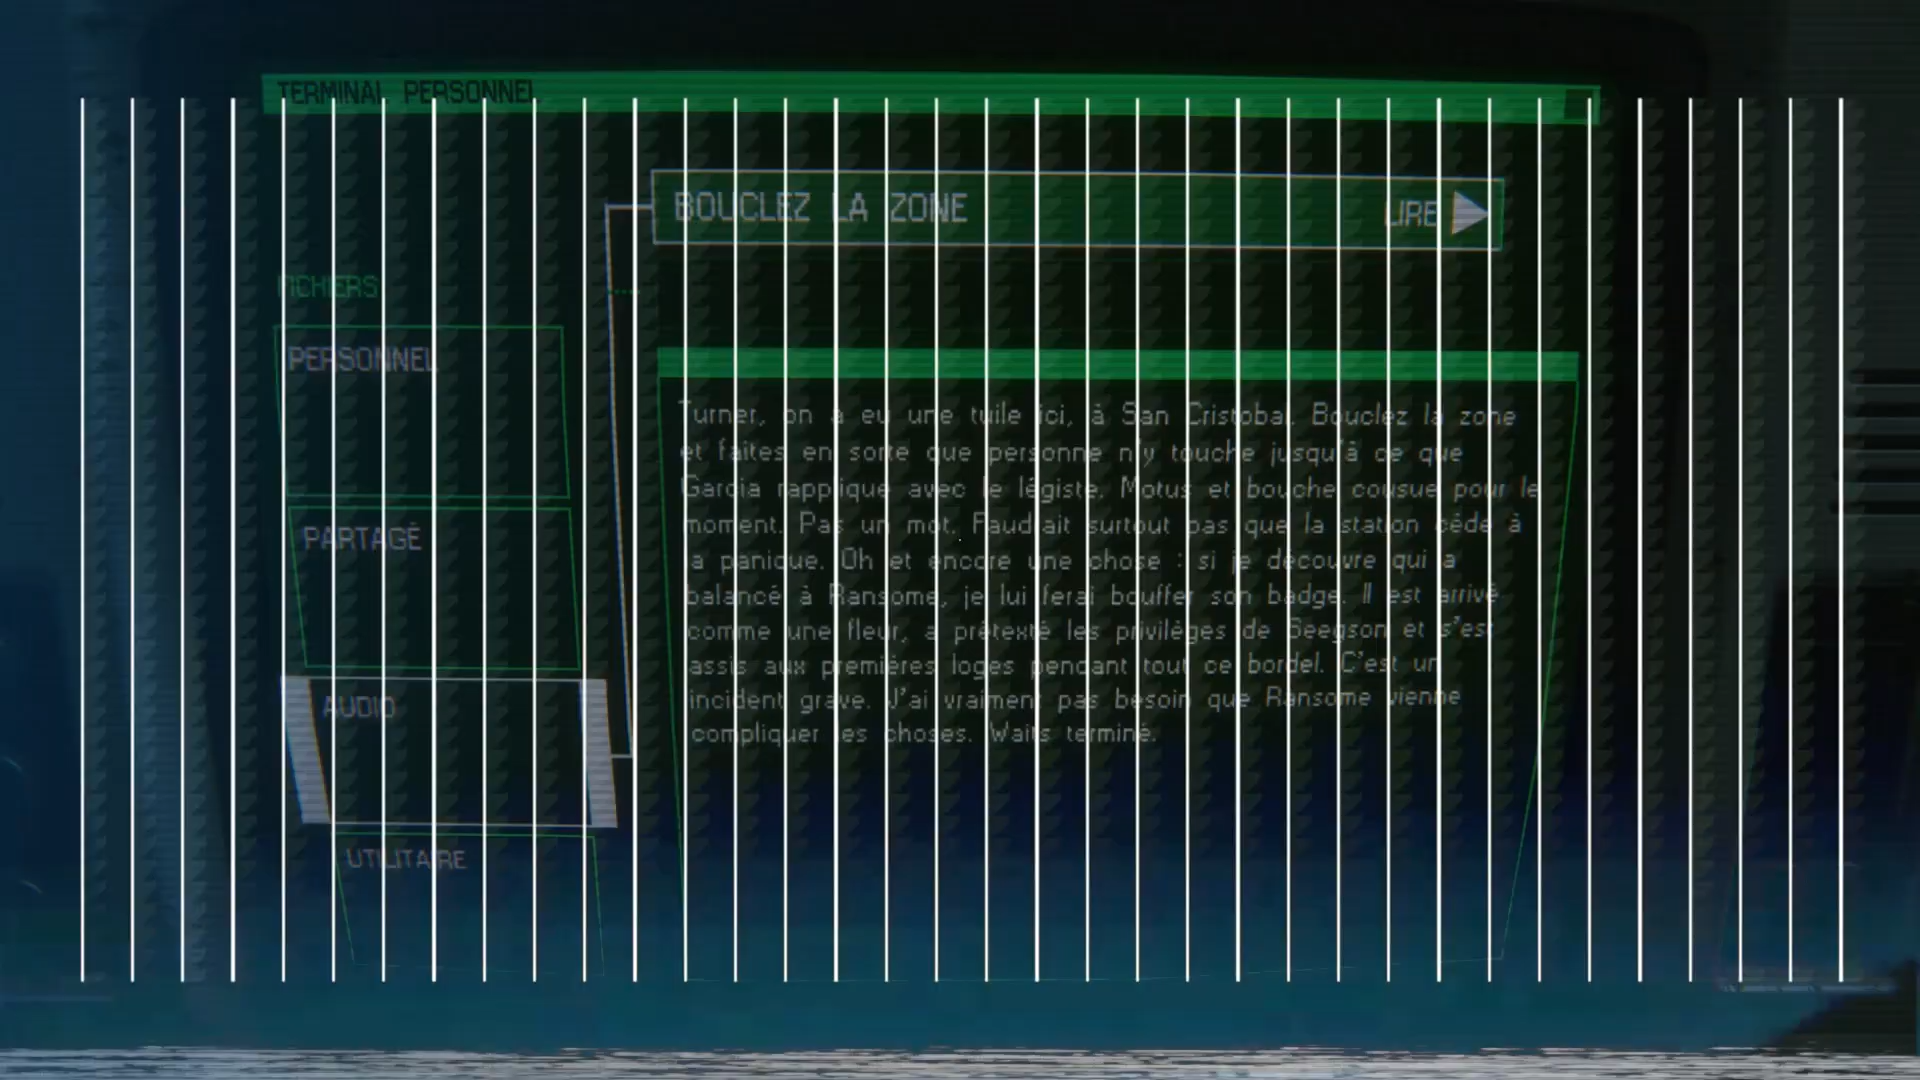 TERMINAL PERSONNEL
BOUCLEZ LA ZONE
LIRE
FICHIERS
PERSONNEL
PARTAGÉ
AUDIO
UTILITAIRE
Turner, on a eu une tuile ici, à San Cristobal. Bouclez la zone
et faites en sorte que personne n'y touche jusqu'à ce que
Garcia rapplique avec le légiste. Motus et bouche cousue pour le
moment. Pas un mot. Faudrait surtout pas que la station cède à
la panique. Oh et encore une chose : si je découvre qui a
balancé à Ransome, je lui ferai bouffer son badge. Il est arrivé
comme une fleur, a prétexté les privilèges de Seegson et s'est
assis aux premières loges pendant tout ce bordel. C'est un
incident grave. J'ai vraiment pas besoin que Ransome vienne
compliquer les choses. Waits terminé.